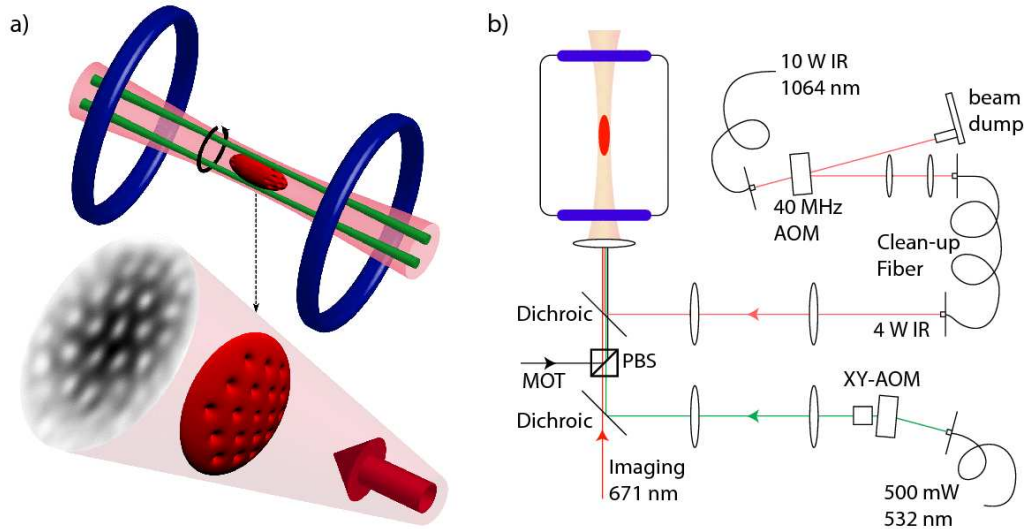 a)
b)
10 W IR
1064 nm
beam
dump
40 MHz
AOM
Clean-up
Fiber
Dichroic
4 W IR
PBS
MOT
XY-AOM
Dichroic
Imaging
671 nm
500 mW
532 nm